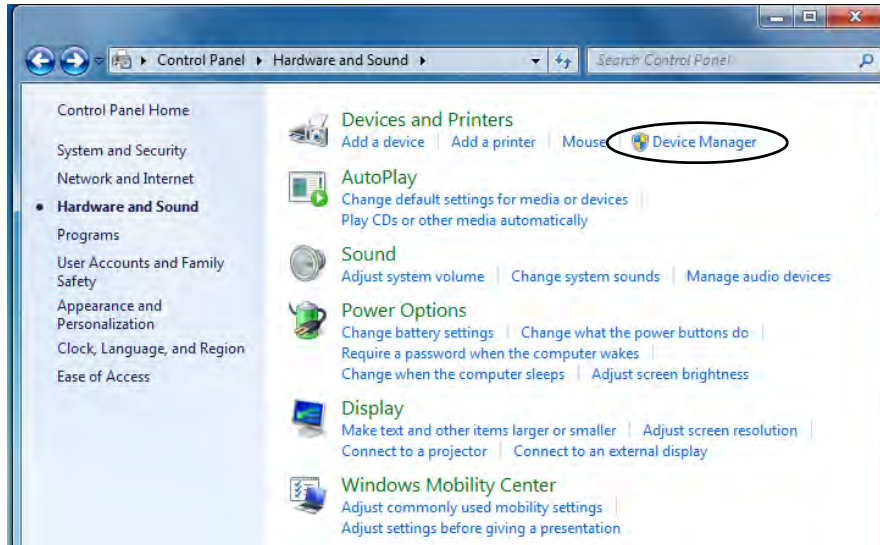 Control Panel Hardware and Sound Search Control Panel
Control Panel Home
System and Security
Network and Internet
Hardware and Sound
Programs
User Accounts and Family
Safety
Appearance and
Personalization
Clock, Language, and Region
Ease of Access
Devices and Printers
Add a device Add a printer Mouse Device Manager
AutoPlay
Change default settings for media or devices
Play CDs or other media automatically
Sound
Adjust system volume Change system sounds Manage audio devices
Power Options
Change battery settings Change what the power buttons do
Require a password when the computer wakes
Change when the computer sleeps Adjust screen brightness
Display
Make text and other items larger or smaller Adjust screen resolution
Connect to a projector Connect to an external display
Windows Mobility Center
Adjust commonly used mobility settings
Adjust settings before giving a presentation